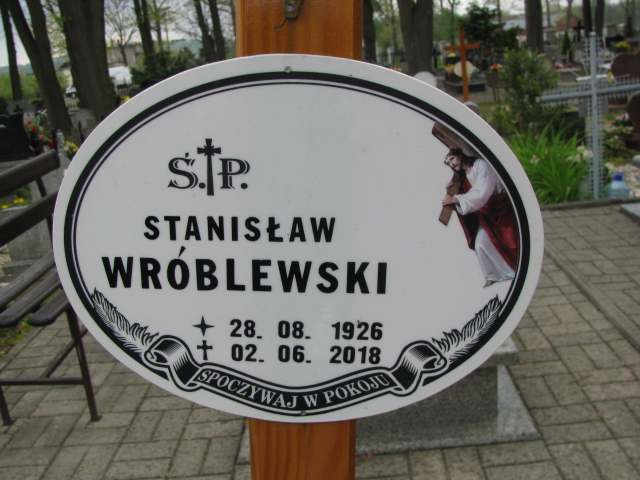 Ś.P.
STANISŁAW
WRÓBLEWSKI
28. 08. 1926
02. 06. 2018
SPOCZYWAJ W POKOJU